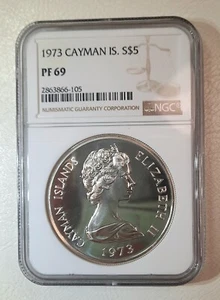 1973 CAYMAN IS. S$5
PF 69
2863866-105
NUMISMATIC GUARANTY CORPORATION
NGC
CAYMAN ISLANDS
ELIZABETH II
1973